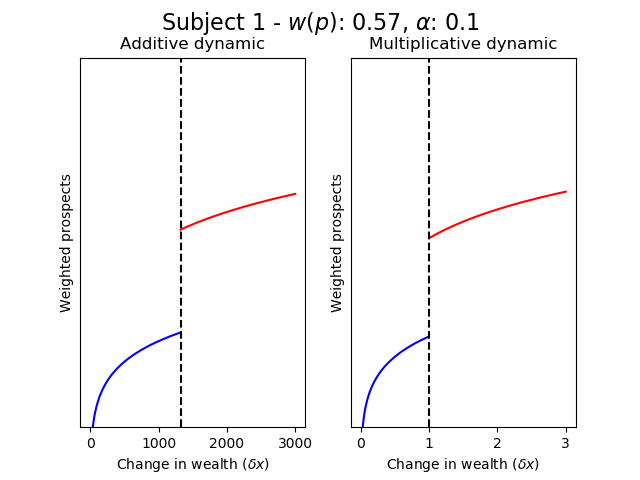 Subject 1 - w(p): 0.57, α: 0.1
Additive dynamic
Multiplicative dynamic
Weighted prospects
Weighted prospects
0 1000 2000 3000
0 1 2 3
Change in wealth (δx)
Change in wealth (δx)